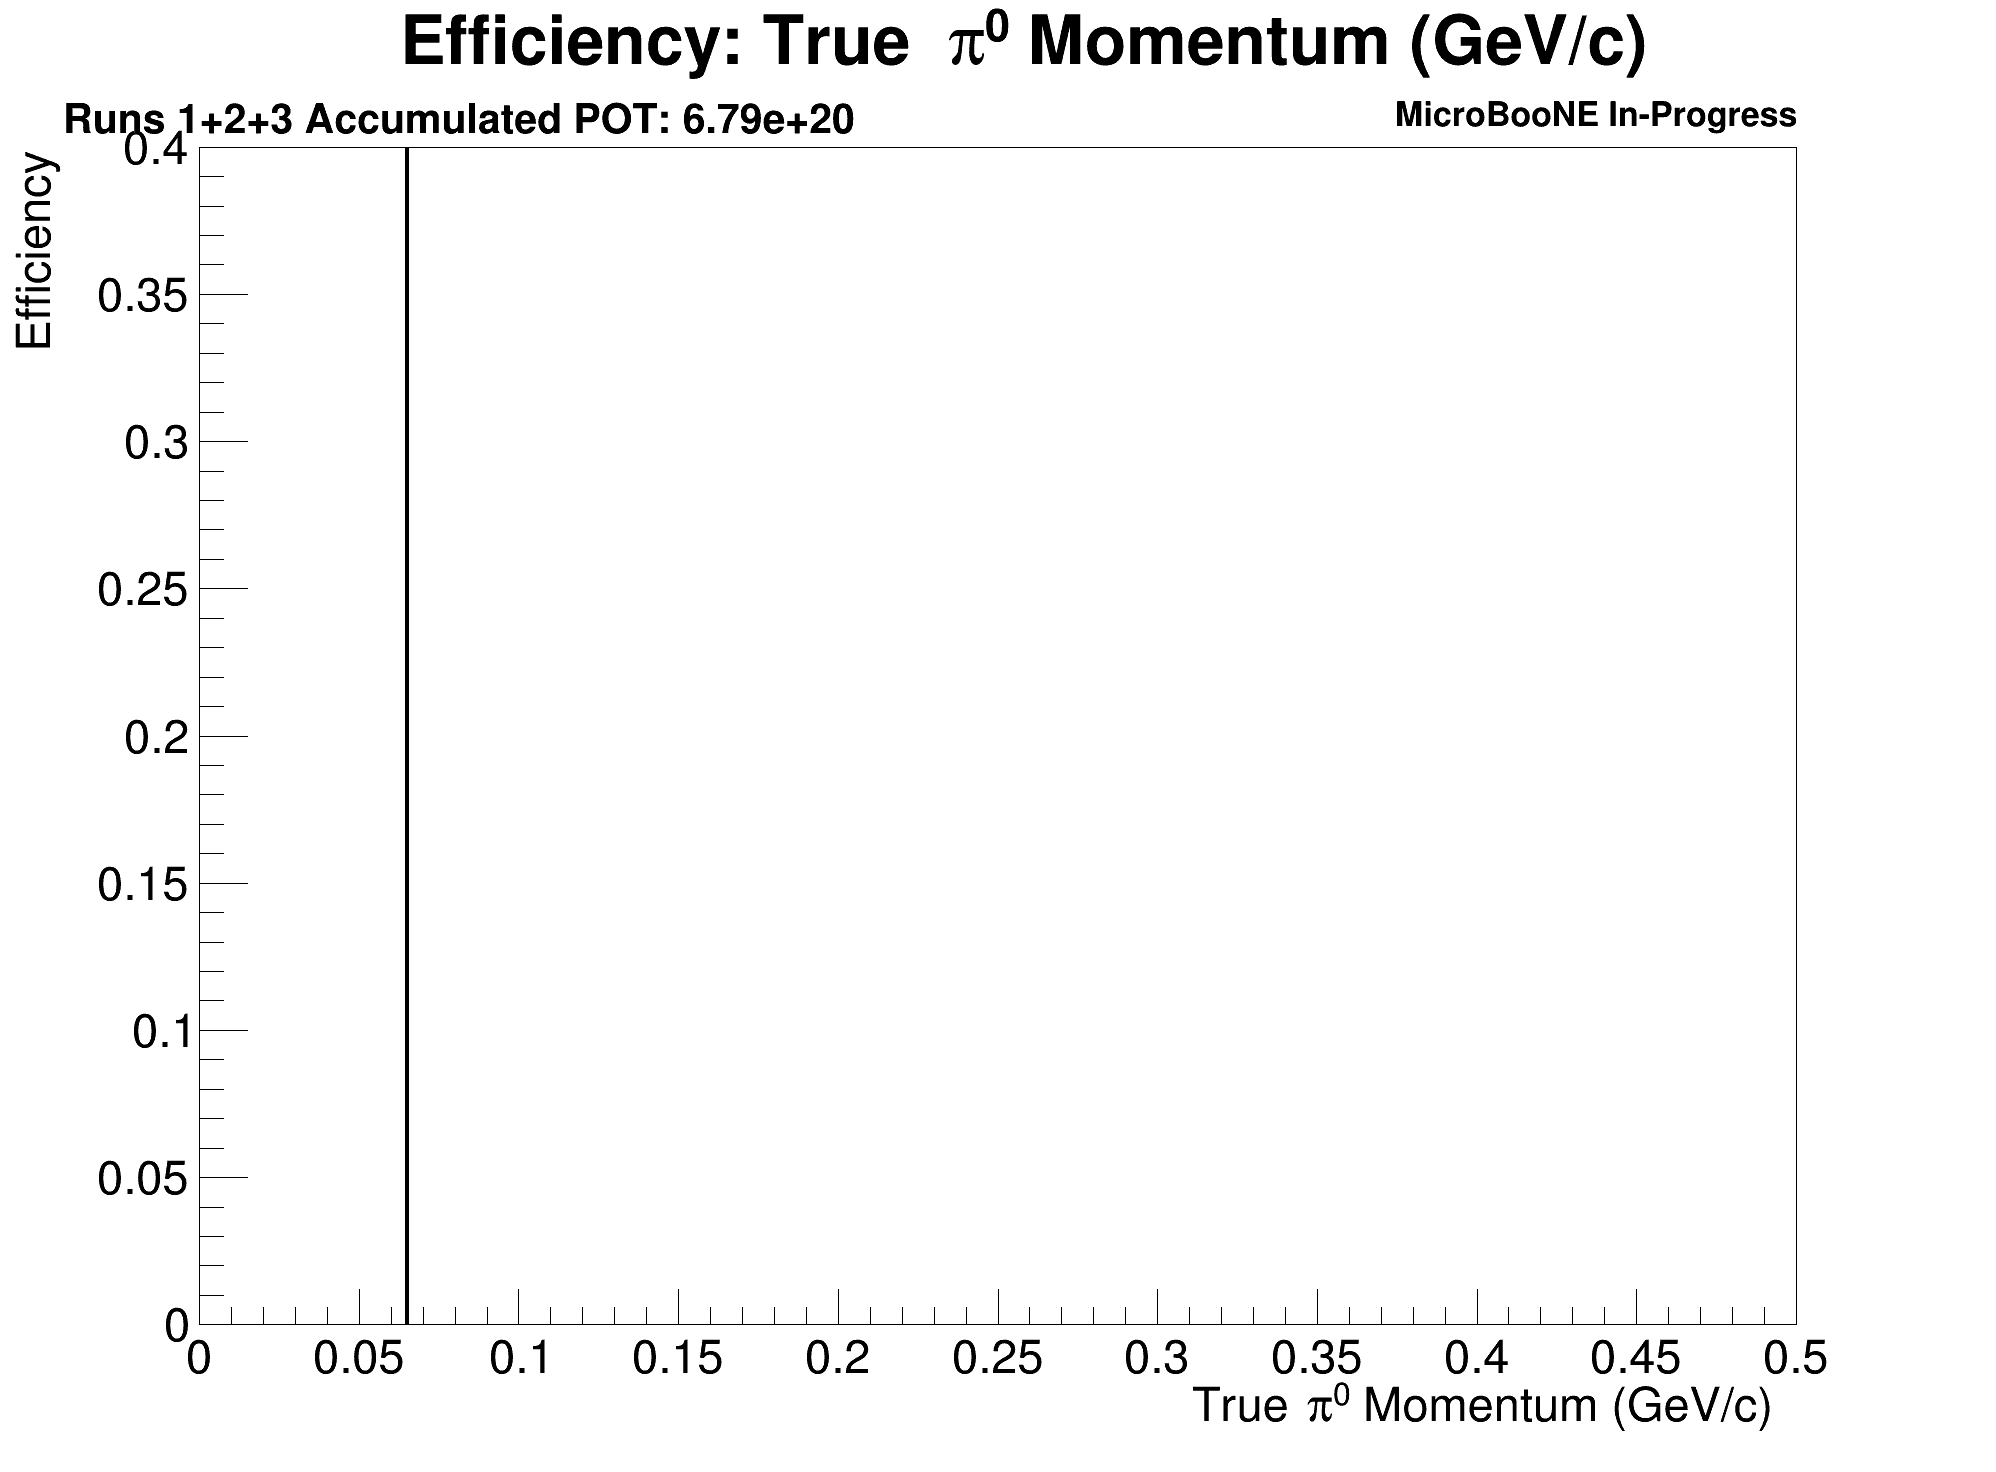 Efficiency: True π⁰ Momentum (GeV/c)
Runs 1+2+3 Accumulated POT: 6.79e+20
MicroBooNE In-Progress
Efficiency
0.4
0.35
0.3
0.25
0.2
0.15
0.1
0.05
0
0 0.05 0.1 0.15 0.2 0.25 0.3 0.35 0.4 0.45 0.5
True π⁰ Momentum (GeV/c)